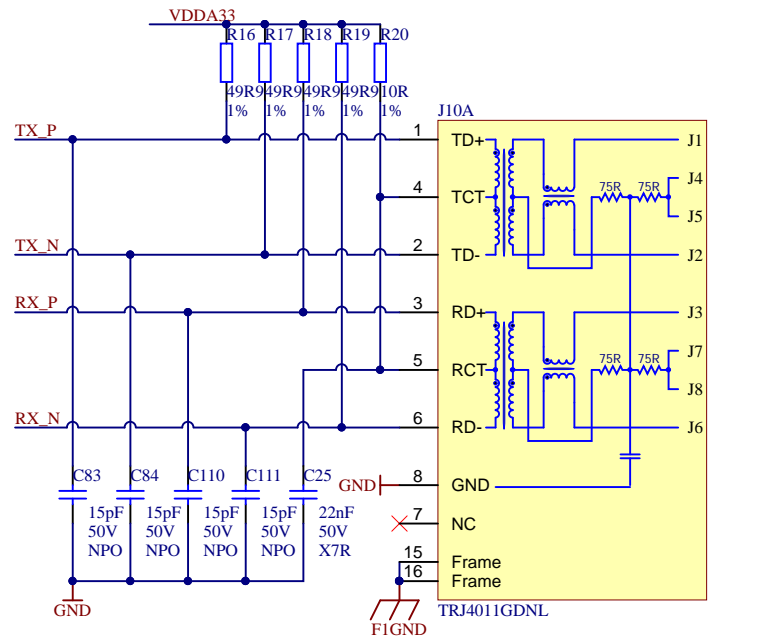 VDDA33
R16 R17 R18 R19 R20
49R9 49R9 49R9 49R9 10R
1% 1% 1% 1% 1%
J10A
TX_P
1 TD+ J1
4 TCT 75R 75R J4
J5
TX_N
2 TD- J2
RX_P
3 RD+ J3
5 RCT 75R 75R J7
J8
RX_N
6 RD- J6
C83 C84 C110 C111 C25
GND 8 GND
15pF 15pF 15pF 15pF 22nF
50V 50V 50V 50V 50V
NPO NPO NPO NPO X7R
7 NC
15 Frame
16 Frame
GND
F1GND
TRJ4011GDNL